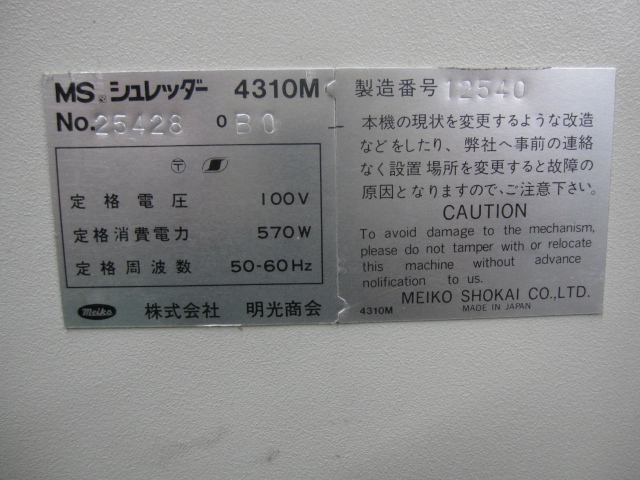 MS シュレッダー 4310M
No. 25428 0 B0
定格電圧 100V
定格消費電力 570W
定格周波数 50-60Hz
Meiko 株式会社 明光商会
製造番号 12540
本機の現状を変更するような改造
などをしたり、弊社へ事前の連絡
なく設置場所を変更すると故障の
原因となりますので、ご注意下さい。
CAUTION
To avoid damage to the mechanism,
please do not tamper with or relocate
this machine without advance
nolification to us.
MEIKO SHOKAI CO.,LTD.
4310M MADE IN JAPAN